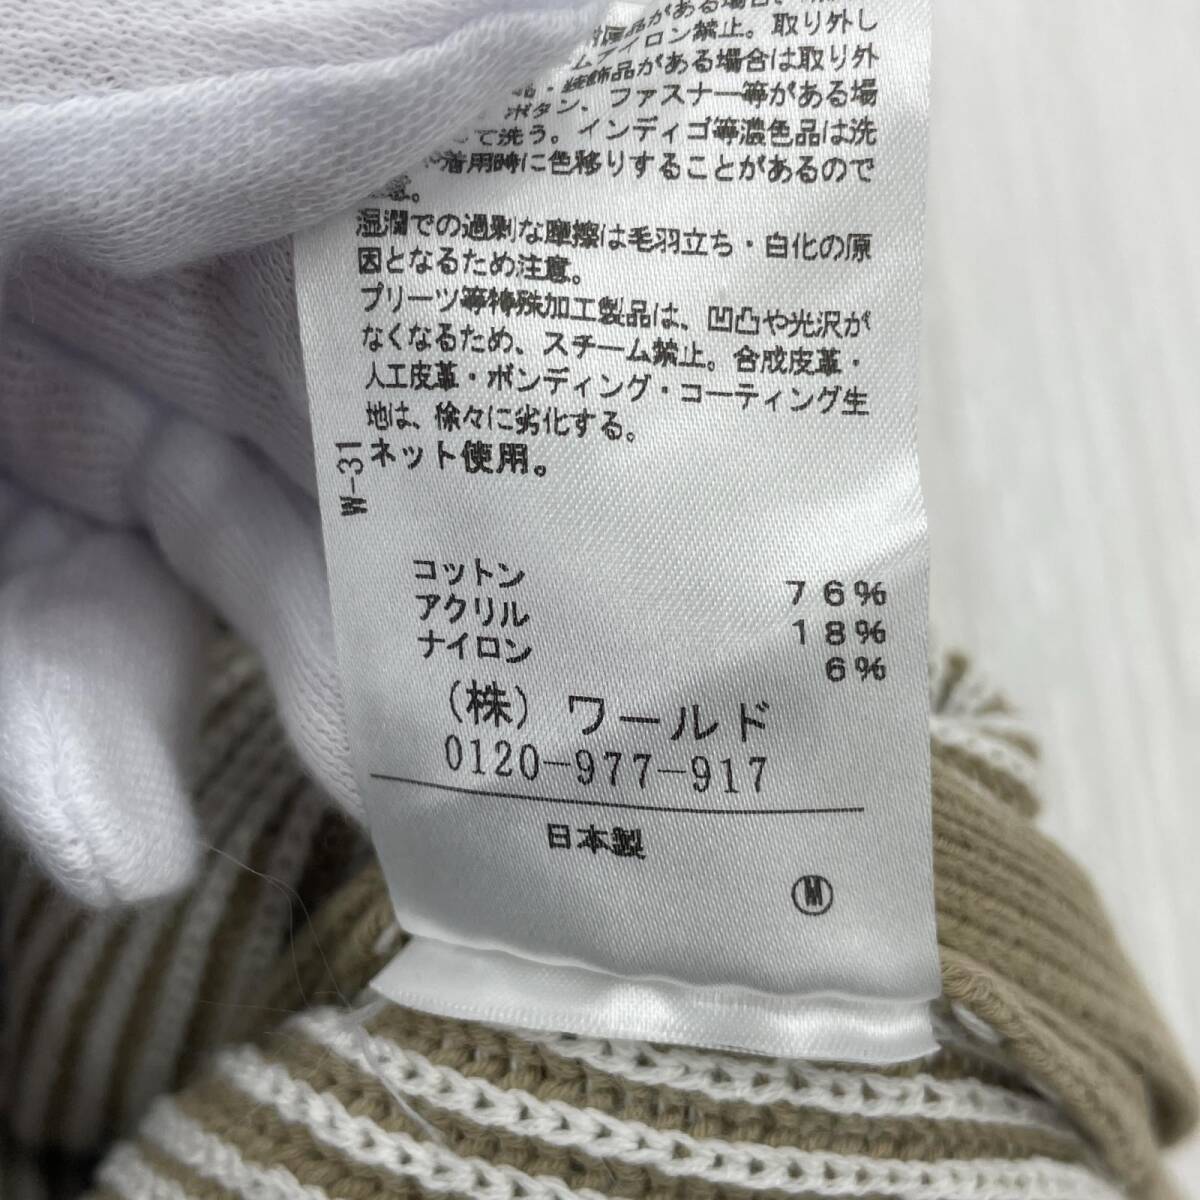 属品がある場合、
ムアイロン禁止。取り外し
・装飾品がある場合は取り外
ボタン、ファスナー等がある場
て洗う。インディゴ等濃色品は洗
着用時に色移りすることがあるので
意。
湿潤での過剰な摩擦は毛羽立ち・白化の原
因となるため注意。
プリーツ等特殊加工製品は、凹凸や光沢が
なくなるため、スチーム禁止。合成皮革・
人工皮革・ボンディング・コーティング生
地は、徐々に劣化する。
ネット使用。
W-31
コットン 76%
アクリル 18%
ナイロン 6%
(株) ワールド
0120-977-917
日本製
M